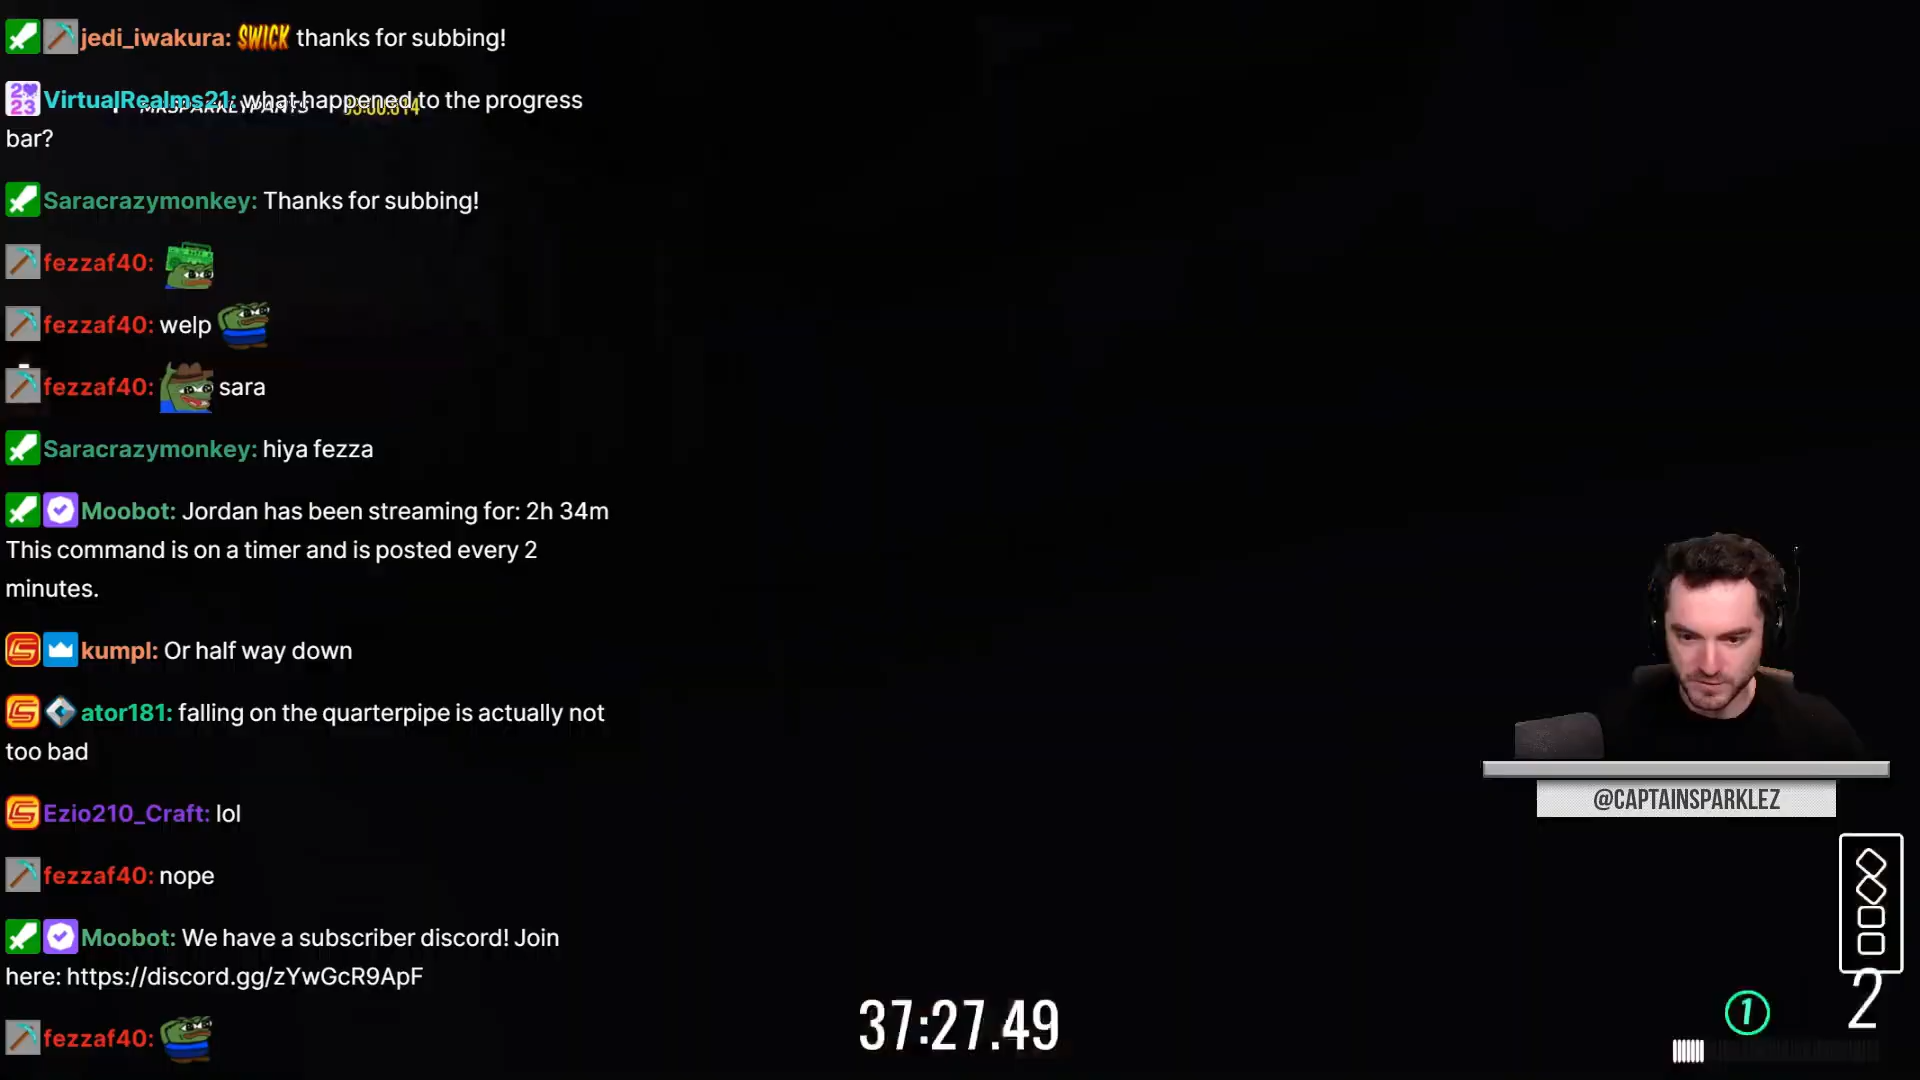 jedi_iwakura: SWICK thanks for subbing!
VirtualRealms21: what happened to the progress
MRSPARKEYPANTS
bar?
Saracrazymonkey: Thanks for subbing!
fezzaf40:
fezzaf40: welp
fezzaf40: sara
Saracrazymonkey: hiya fezza
Moobot: Jordan has been streaming for: 2h 34m
This command is on a timer and is posted every 2
minutes.
kumpl: Or half way down
ator181: falling on the quarterpipe is actually not
too bad
Ezio210_Craft: lol
fezzaf40: nope
Moobot: We have a subscriber discord! Join
here: https://discord.gg/zYwGcR9ApF
fezzaf40:
@CAPTAINSPARKLEZ
37:27.49
1
2